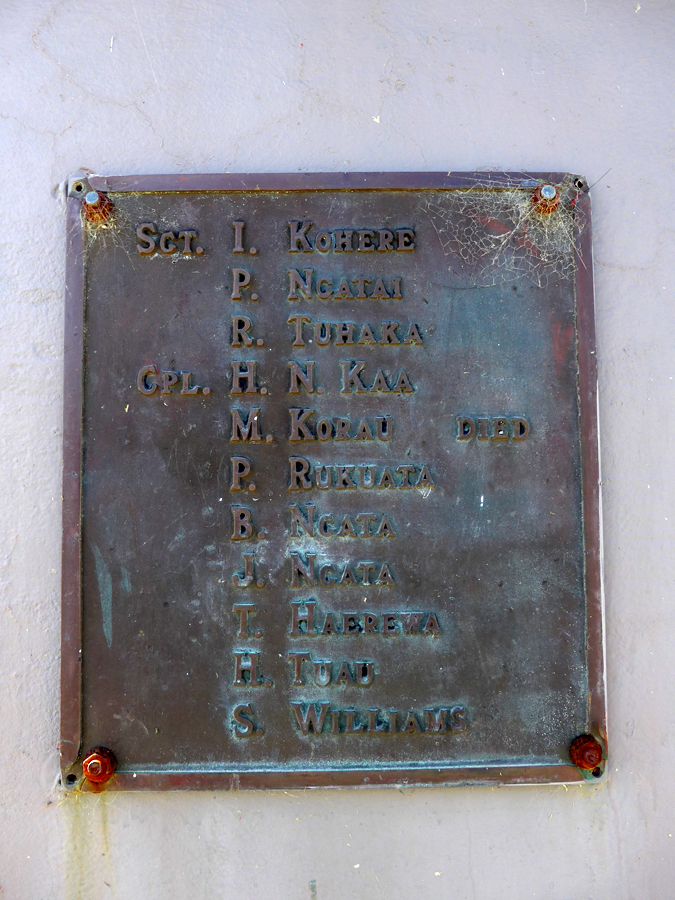 Sgt. I. Kohere
P. Ngatai
R. Tuhaka
Cpl. H. N. Kaa
M. Korau Died
P. Rukuata
B. Ngata
J. Ngata
T. Haerewa
H. Tuau
S. Williams